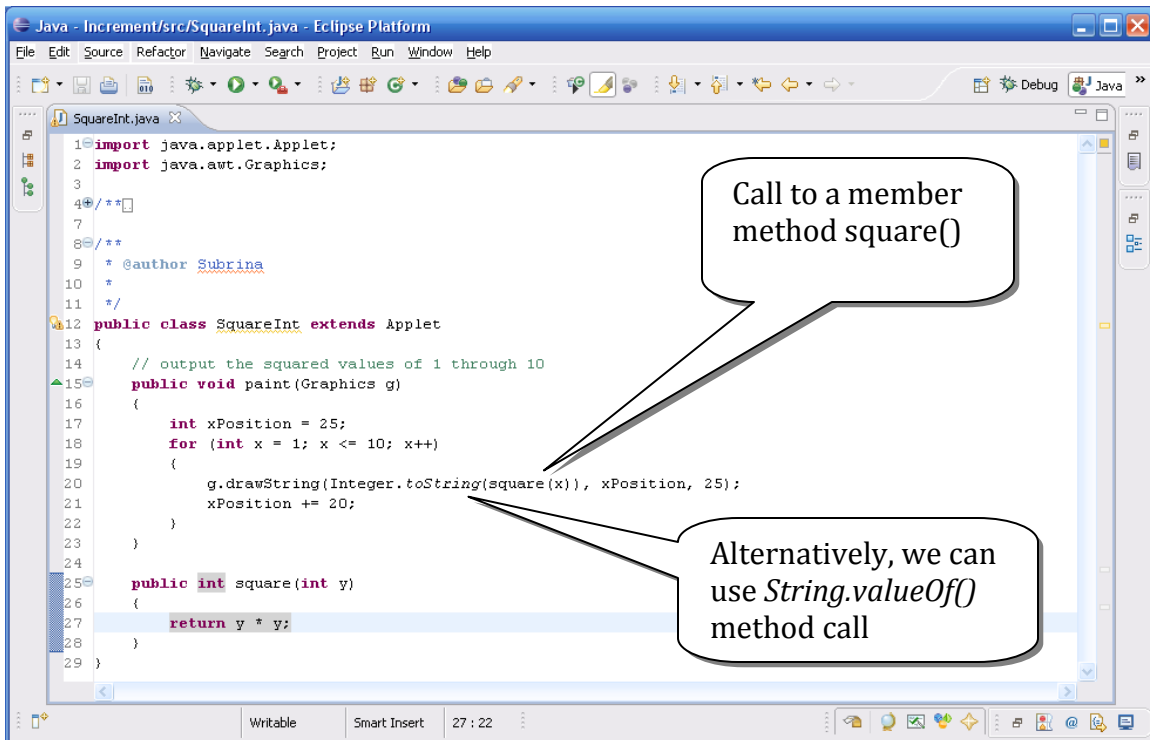 Java - Increment/src/SquareInt.java - Eclipse Platform
File Edit Source Refactor Navigate Search Project Run Window Help
Debug Java »
SquareInt.java
1 import java.applet.Applet;
2 import java.awt.Graphics;
3
4 /**
7
8 /**
9 * @author Subrina
10 *
11 */
12 public class SquareInt extends Applet
13 {
14 // output the squared values of 1 through 10
15 public void paint(Graphics g)
16 {
17 int xPosition = 25;
18 for (int x = 1; x <= 10; x++)
19 {
20 g.drawString(Integer.toString(square(x)), xPosition, 25);
21 xPosition += 20;
22 }
23 }
24
25 public int square(int y)
26 {
27 return y * y;
28 }
29 }
Call to a member
method square()
Alternatively, we can
use String.valueOf()
method call
Writable Smart Insert 27 : 22